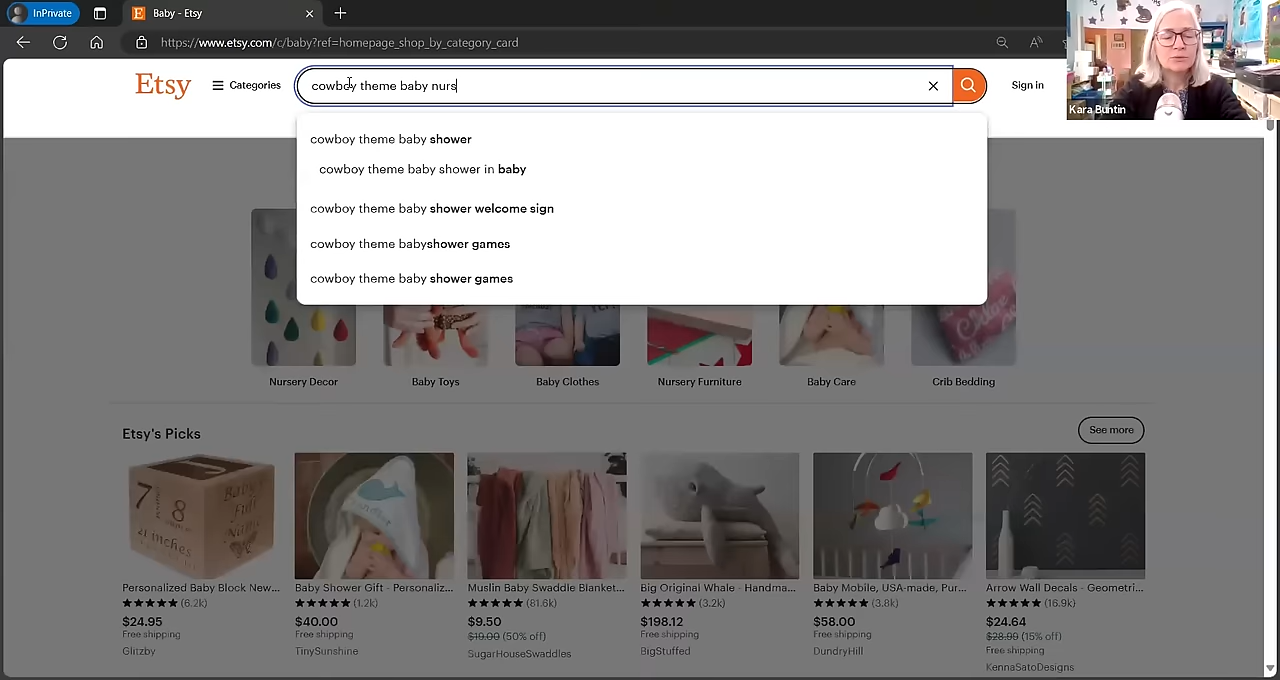 InPrivate
Baby - Etsy
https://www.etsy.com/c/baby?ref=homepage_shop_by_category_card
Etsy
Categories
cowboy theme baby nurs
Sign in
Kara Buntin
cowboy theme baby shower
cowboy theme baby shower in baby
cowboy theme baby shower welcome sign
cowboy theme babyshower games
cowboy theme baby shower games
Nursery Decor
Baby Toys
Baby Clothes
Nursery Furniture
Baby Care
Crib Bedding
Etsy's Picks
See more
Personalized Baby Block New...
(6.2k)
$24.95
Free shipping
Glitzby
Baby Shower Gift - Personaliz...
(1.2k)
$40.00
Free shipping
TinySunshine
Muslin Baby Swaddle Blanket...
(81.6k)
$9.50
$19.00 (50% off)
SugarHouseSwaddles
Big Original Whale - Handma...
(3.2k)
$198.12
Free shipping
BigStuffed
Baby Mobile, USA-made, Pur...
(3.8k)
$58.00
Free shipping
DundryHill
Arrow Wall Decals - Geometri...
(16.9k)
$24.64
$28.99 (15% off)
Free shipping
KennaSatoDesigns